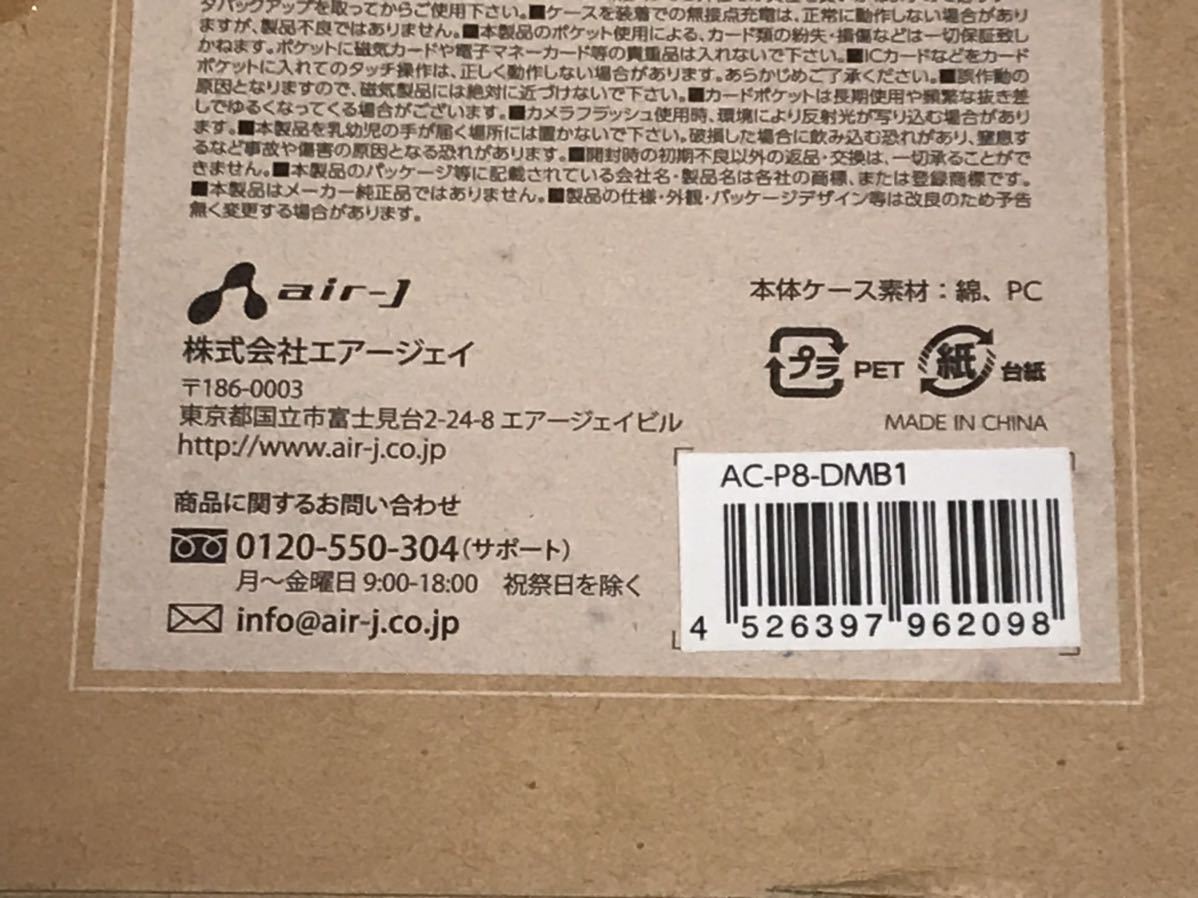 タバックアップを取ってからご使用下さい。■ケースを装着での無接点充電は、正常に動作しない場合があり
ますが、製品不良ではありません。■本製品のポケット使用による、カード類の紛失・損傷などは一切保証致し
かねます。ポケットに磁気カードや電子マネーカード等の貴重品は入れないで下さい。■ICカードなどをカード
ポケットに入れてのタッチ操作は、正しく動作しない場合があります。あらかじめご了承ください。■誤作動の
原因となりますので、磁気製品には絶対に近づけないで下さい。■カードポケットは長期使用や頻繁な抜き差
しでゆるくなってくる場合がございます。■カメラフラッシュ使用時、環境により反射光が写り込む場合があり
ます。■本製品を乳幼児の手が届く場所には置かないで下さい。破損した場合に飲み込む恐れがあり、窒息す
るなど事故や傷害の原因となる恐れがあります。■開封時の初期不良以外の返品・交換は、一切承ることがで
きません。■本製品のパッケージ等に記載されている会社名・製品名は各社の商標、または登録商標です。
■本製品はメーカー純正品ではありません。■製品の仕様・外観・パッケージデザイン等は改良のため予告
無く変更する場合があります。
air-J
株式会社エアージェイ
〒186-0003
東京都国立市富士見台2-24-8 エアージェイビル
http://www.air-j.co.jp
商品に関するお問い合わせ
0120-550-304(サポート)
月〜金曜日 9:00-18:00 祝祭日を除く
info@air-j.co.jp
本体ケース素材：綿、PC
プラ PET 紙 台紙
MADE IN CHINA
AC-P8-DMB1
4 526397 962098